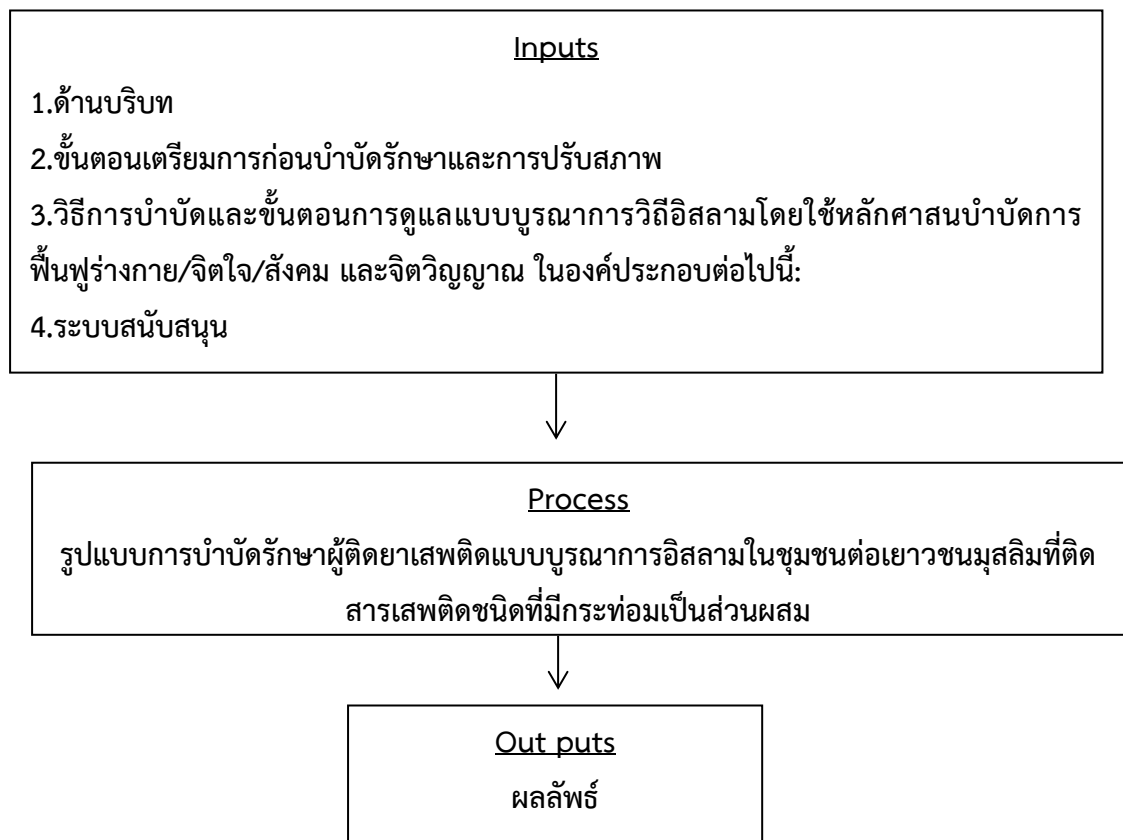 Inputs
1.ด้านบริบท
2.ขั้นตอนเตรียมการก่อนบำบัดรักษาและการปรับสภาพ
3.วิธีการบำบัดและขั้นตอนการดูแลแบบบูรณาการวิถีอิสลามโดยใช้หลักศาสนบำบัดการ
ฟื้นฟูร่างกาย/จิตใจ/สังคม และจิตวิญญาณ ในองค์ประกอบต่อไปนี้:
4.ระบบสนับสนุน
Process
รูปแบบการบำบัดรักษาผู้ติดยาเสพติดแบบบูรณาการอิสลามในชุมชนต่อเยาวชนมุสลิมที่ติด
สารเสพติดชนิดที่มีกระท่อมเป็นส่วนผสม
Out puts
ผลลัพธ์